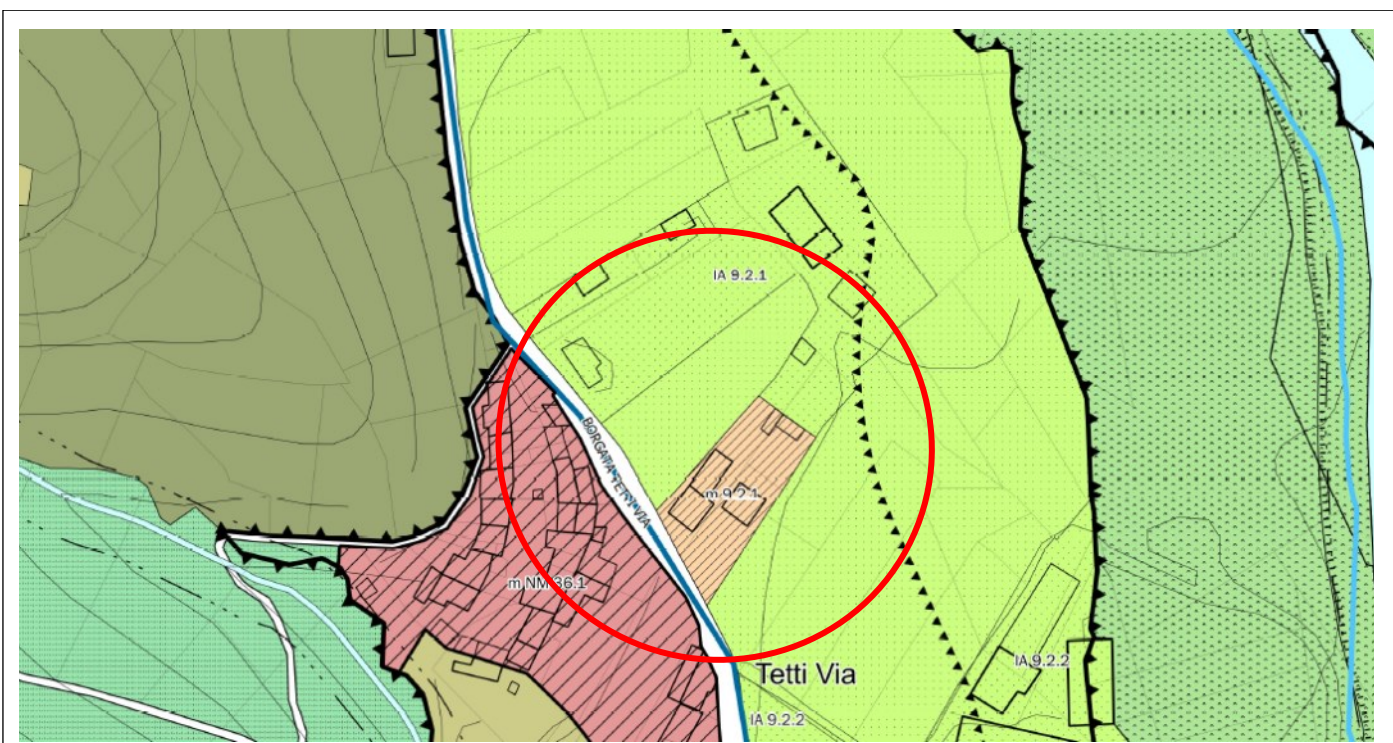 IA 9.2.1
BORGATA TETTI VIA
m 9.2.1
m NM 36.1
Tetti Via
IA 9.2.2
IA 9.2.2